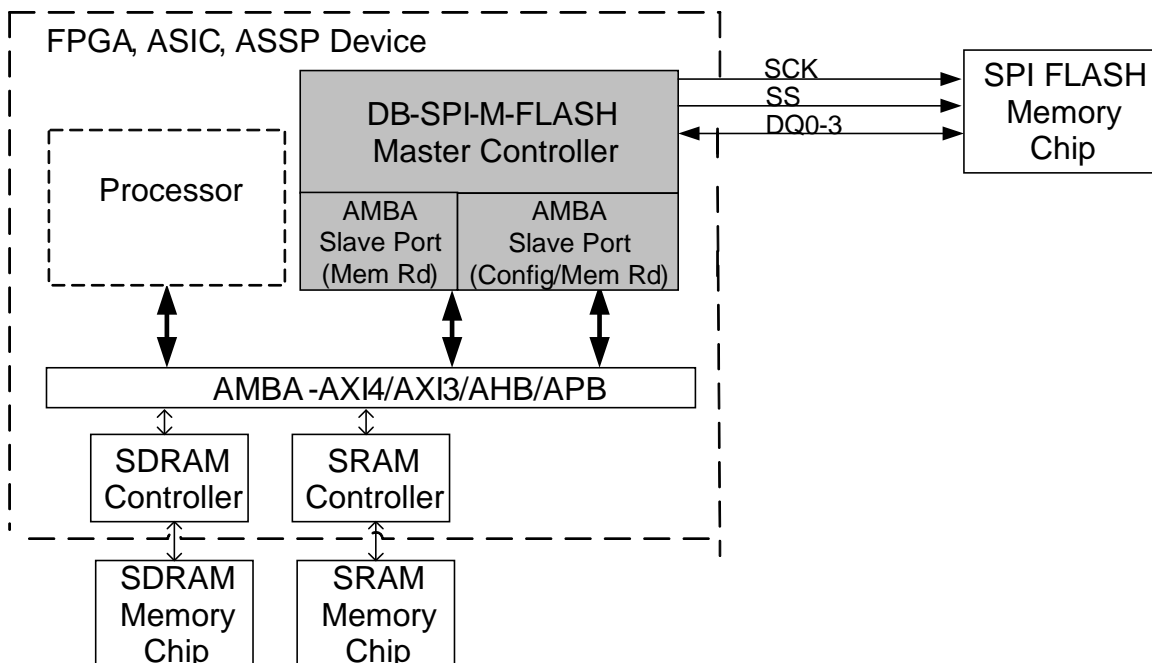 FPGA, ASIC, ASSP Device
DB-SPI-M-FLASH
Master Controller
Processor
AMBA
Slave Port
(Mem Rd)
AMBA
Slave Port
(Config/Mem Rd)
SCK
SS
DQ0-3
SPI FLASH
Memory
Chip
AMBA -AXI4/AXI3/AHB/APB
SDRAM
Controller
SRAM
Controller
SDRAM
Memory
Chip
SRAM
Memory
Chip